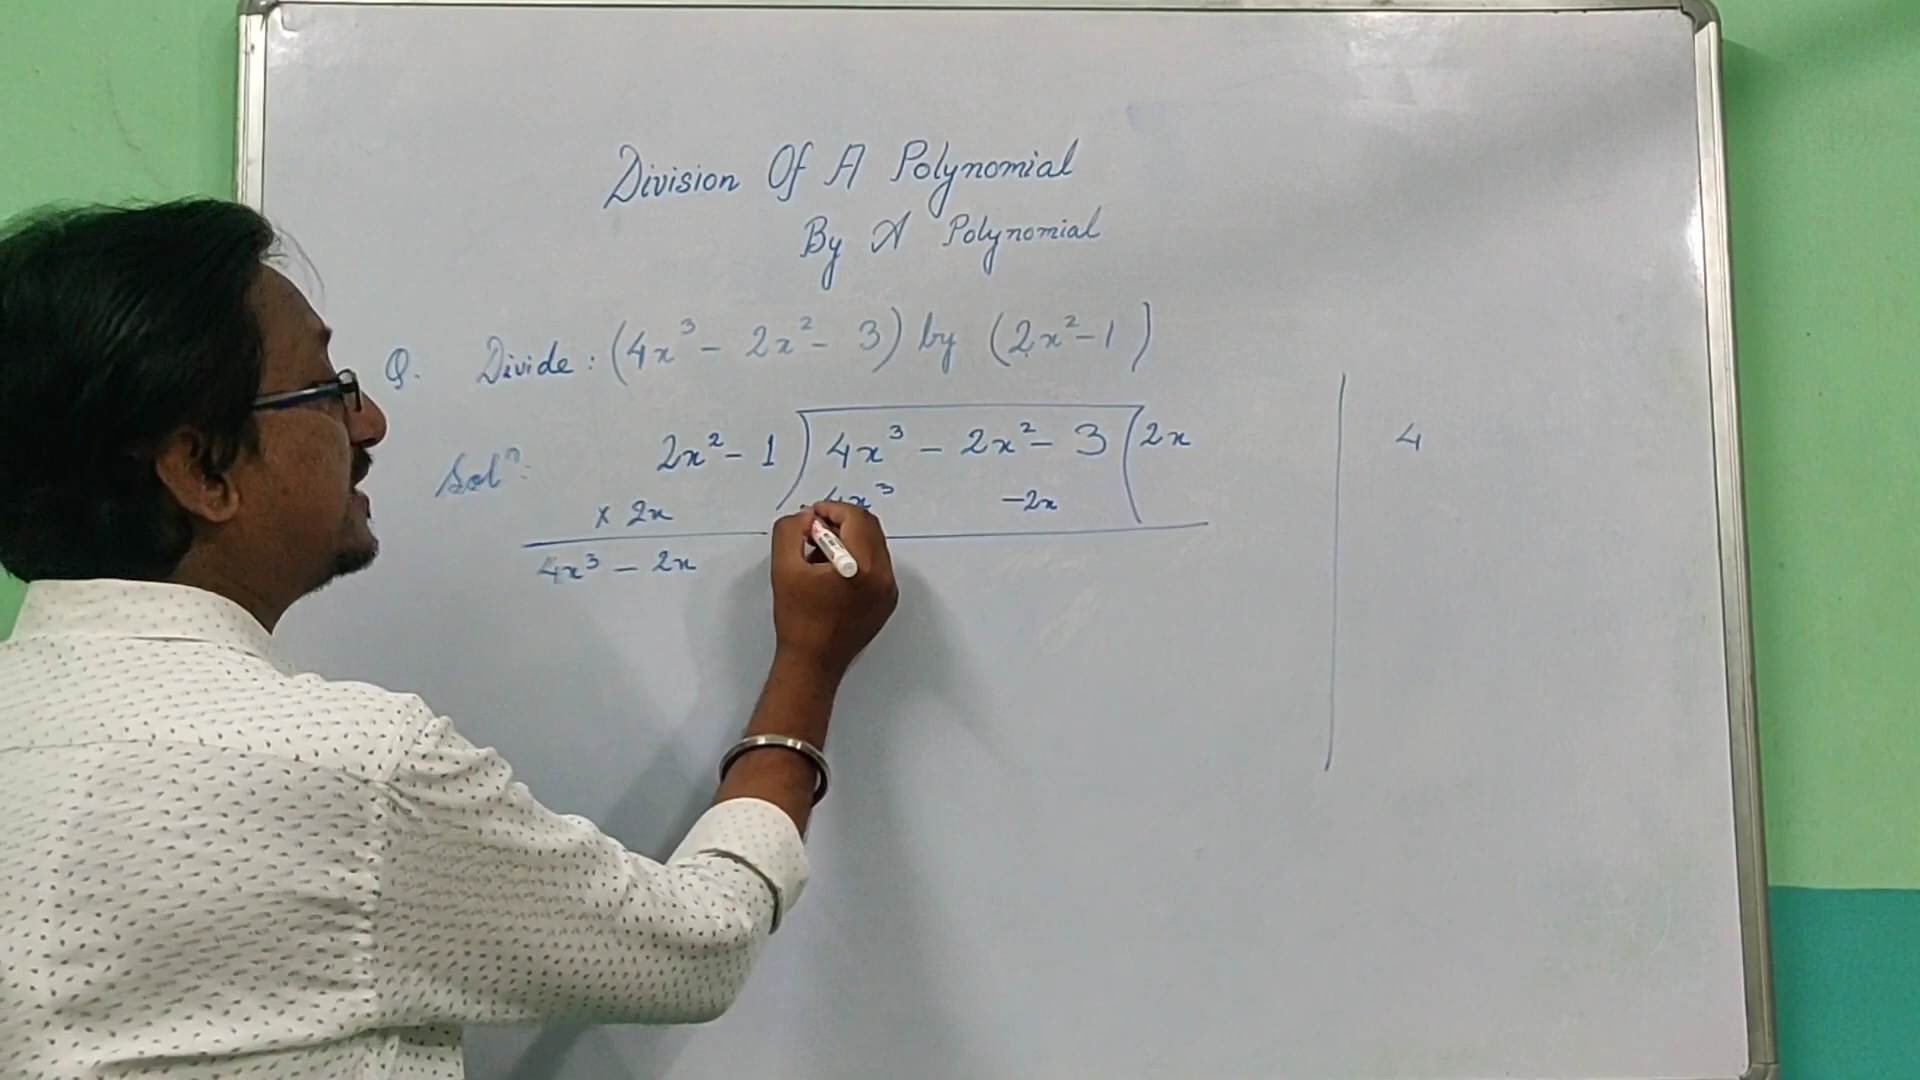 Division Of A Polynomial
By A Polynomial
Q. Divide : (4x³ - 2x² - 3) by (2x² - 1)
Solⁿ: 2x² - 1 ) 4x³ - 2x² - 3 ( 2x
4
× 2x
4x³ - 2x
4x³ - 2x